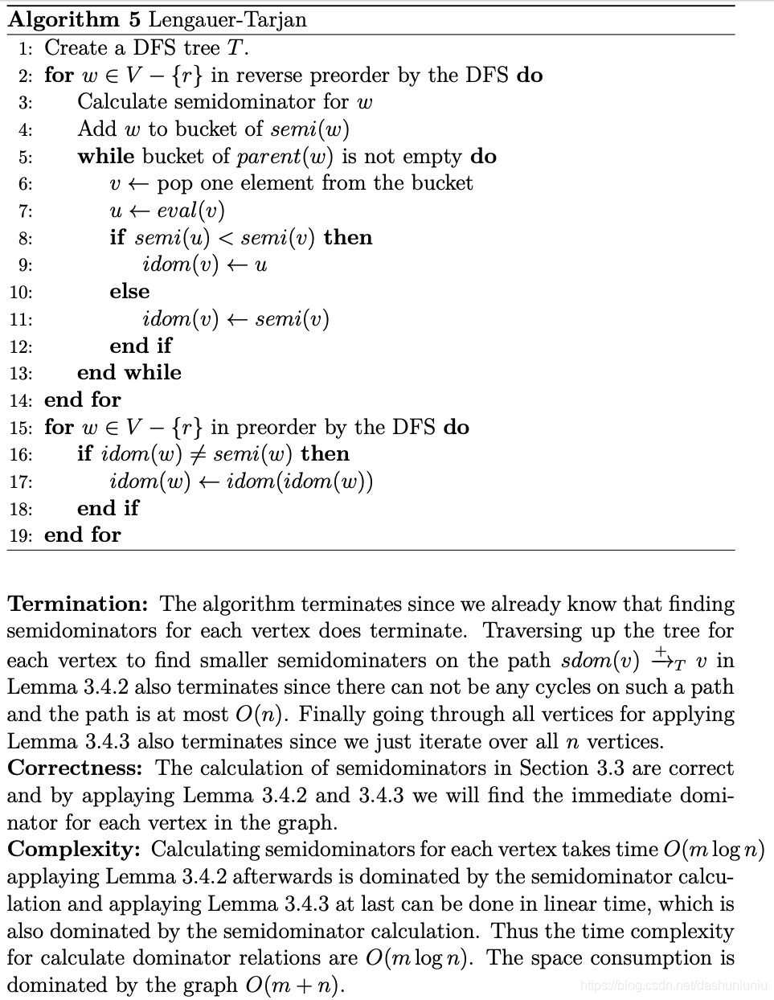 Algorithm 5 Lengauer-Tarjan
1: Create a DFS tree T.
2: for w ∈ V − {r} in reverse preorder by the DFS do
3: Calculate semidominator for w
4: Add w to bucket of semi(w)
5: while bucket of parent(w) is not empty do
6: v ← pop one element from the bucket
7: u ← eval(v)
8: if semi(u) < semi(v) then
9: idom(v) ← u
10: else
11: idom(v) ← semi(v)
12: end if
13: end while
14: end for
15: for w ∈ V − {r} in preorder by the DFS do
16: if idom(w) ≠ semi(w) then
17: idom(w) ← idom(idom(w))
18: end if
19: end for
Termination: The algorithm terminates since we already know that finding
semidominators for each vertex does terminate. Traversing up the tree for
each vertex to find smaller semidominaters on the path sdom(v) →⁺_T v in
Lemma 3.4.2 also terminates since there can not be any cycles on such a path
and the path is at most O(n). Finally going through all vertices for applying
Lemma 3.4.3 also terminates since we just iterate over all n vertices.
Correctness: The calculation of semidominators in Section 3.3 are correct
and by applaying Lemma 3.4.2 and 3.4.3 we will find the immediate domi-
nator for each vertex in the graph.
Complexity: Calculating semidominators for each vertex takes time O(m log n)
applaying Lemma 3.4.2 afterwards is dominated by the semidominator calcu-
lation and applaying Lemma 3.4.3 at last can be done in linear time, which is
also dominated by the semidominator calculation. Thus the time complexity
for calculate dominator relations are O(m log n). The space consumption is
dominated by the graph O(m + n).
https://blog.csdn.net/dashuniuniu